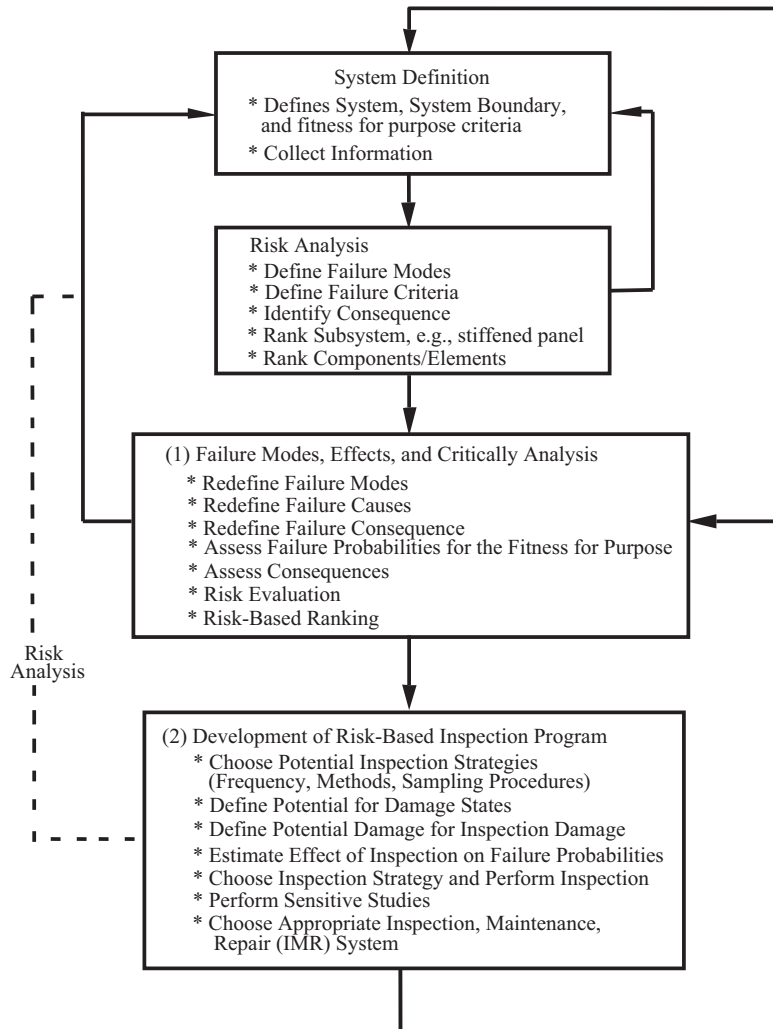 System Definition
* Defines System, System Boundary,
and fitness for purpose criteria
* Collect Information
Risk Analysis
* Define Failure Modes
* Define Failure Criteria
* Identify Consequence
* Rank Subsystem, e.g., stiffened panel
* Rank Components/Elements
(1) Failure Modes, Effects, and Critically Analysis
* Redefine Failure Modes
* Redefine Failure Causes
* Redefine Failure Consequence
* Assess Failure Probabilities for the Fitness for Purpose
* Assess Consequences
* Risk Evaluation
* Risk-Based Ranking
Risk
Analysis
(2) Development of Risk-Based Inspection Program
* Choose Potential Inspection Strategies
(Frequency, Methods, Sampling Procedures)
* Define Potential for Damage States
* Define Potential Damage for Inspection Damage
* Estimate Effect of Inspection on Failure Probabilities
* Choose Inspection Strategy and Perform Inspection
* Perform Sensitive Studies
* Choose Appropriate Inspection, Maintenance,
Repair (IMR) System